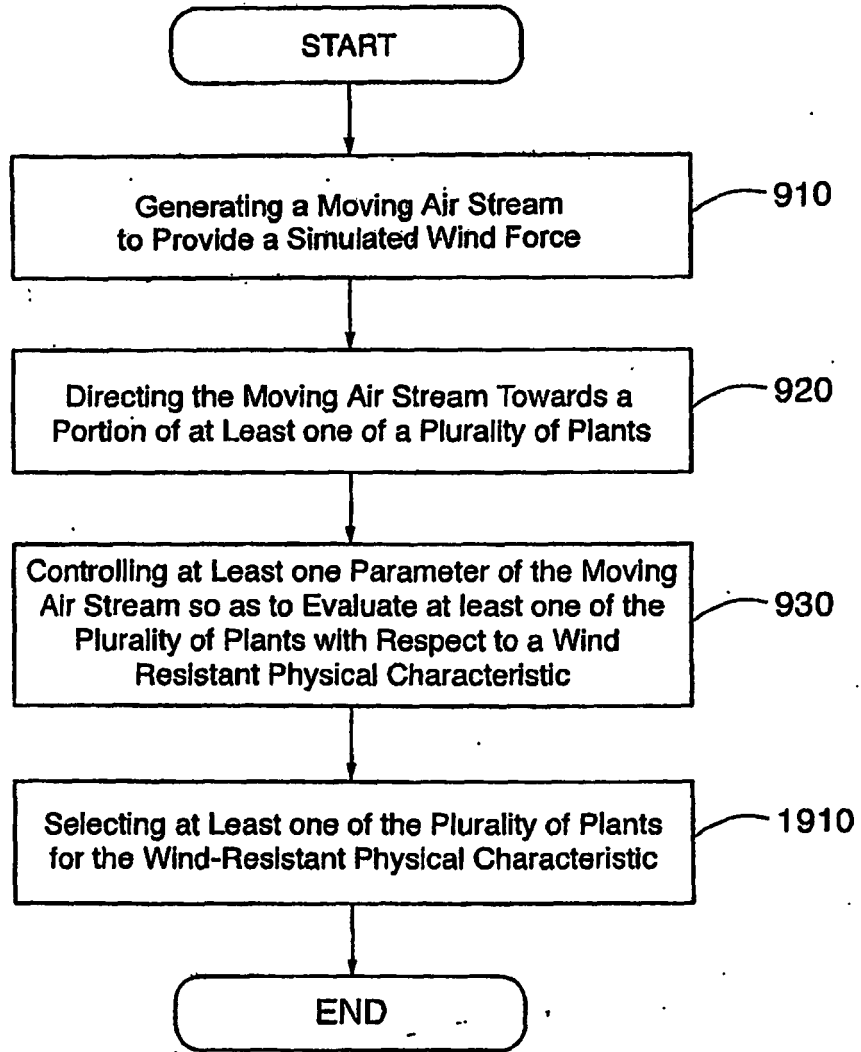 START
Generating a Moving Air Stream
to Provide a Simulated Wind Force
910
Directing the Moving Air Stream Towards a
Portion of at Least one of a Plurality of Plants
920
Controlling at Least one Parameter of the Moving
Air Stream so as to Evaluate at least one of the
Plurality of Plants with Respect to a Wind
Resistant Physical Characteristic
930
Selecting at Least one of the Plurality of Plants
for the Wind-Resistant Physical Characteristic
1910
END